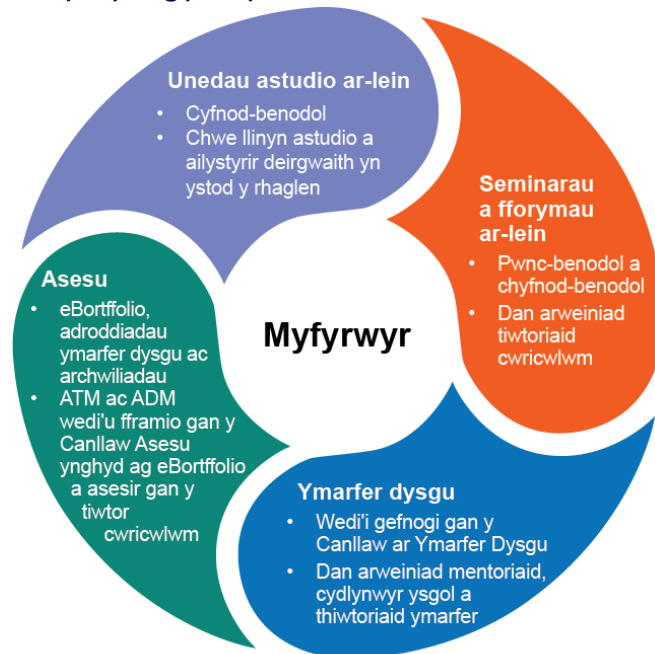 Unedau astudio ar-lein
• Cyfnod-benodol
• Chwe llinyn astudio a
ailystyrir deirgwaith yn
ystod y rhaglen
Seminarau
a fforymau
ar-lein
• Pwnc-benodol a
chyfnod-benodol
• Dan arweiniad
tiwtoriaid
cwricwlwm
Ymarfer dysgu
• Wedi'i gefnogi gan y
Canllaw ar Ymarfer Dysgu
• Dan arweiniad mentoriaid,
cydlynwyr ysgol a
thiwtoriaid ymarfer
Asesu
• eBortffolio,
adroddiadau
ymarfer dysgu ac
archwiliadau
• ATM ac ADM
wedi'u fframio gan y
Canllaw Asesu
ynghyd ag eBortffolio
a asesir gan y
tiwtor
cwricwlwm
Myfyrwyr